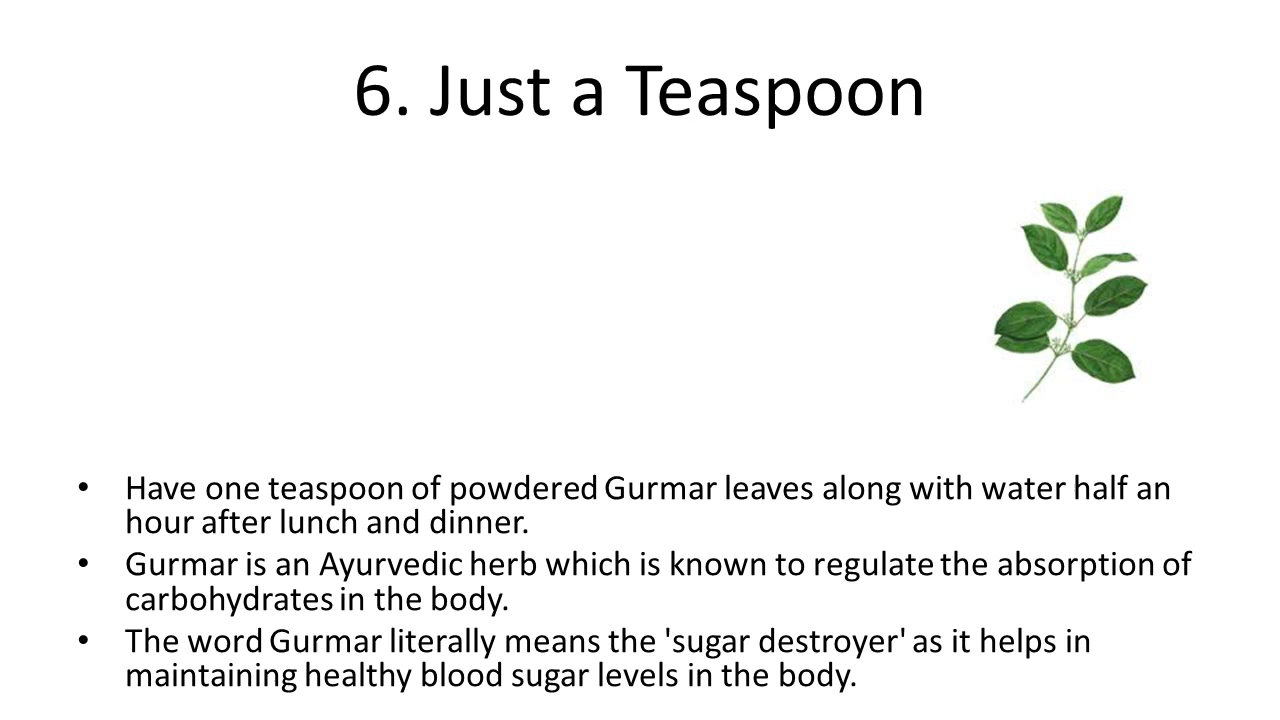 6. Just a Teaspoon
• Have one teaspoon of powdered Gurmar leaves along with water half an
hour after lunch and dinner.
• Gurmar is an Ayurvedic herb which is known to regulate the absorption of
carbohydrates in the body.
• The word Gurmar literally means the 'sugar destroyer' as it helps in
maintaining healthy blood sugar levels in the body.